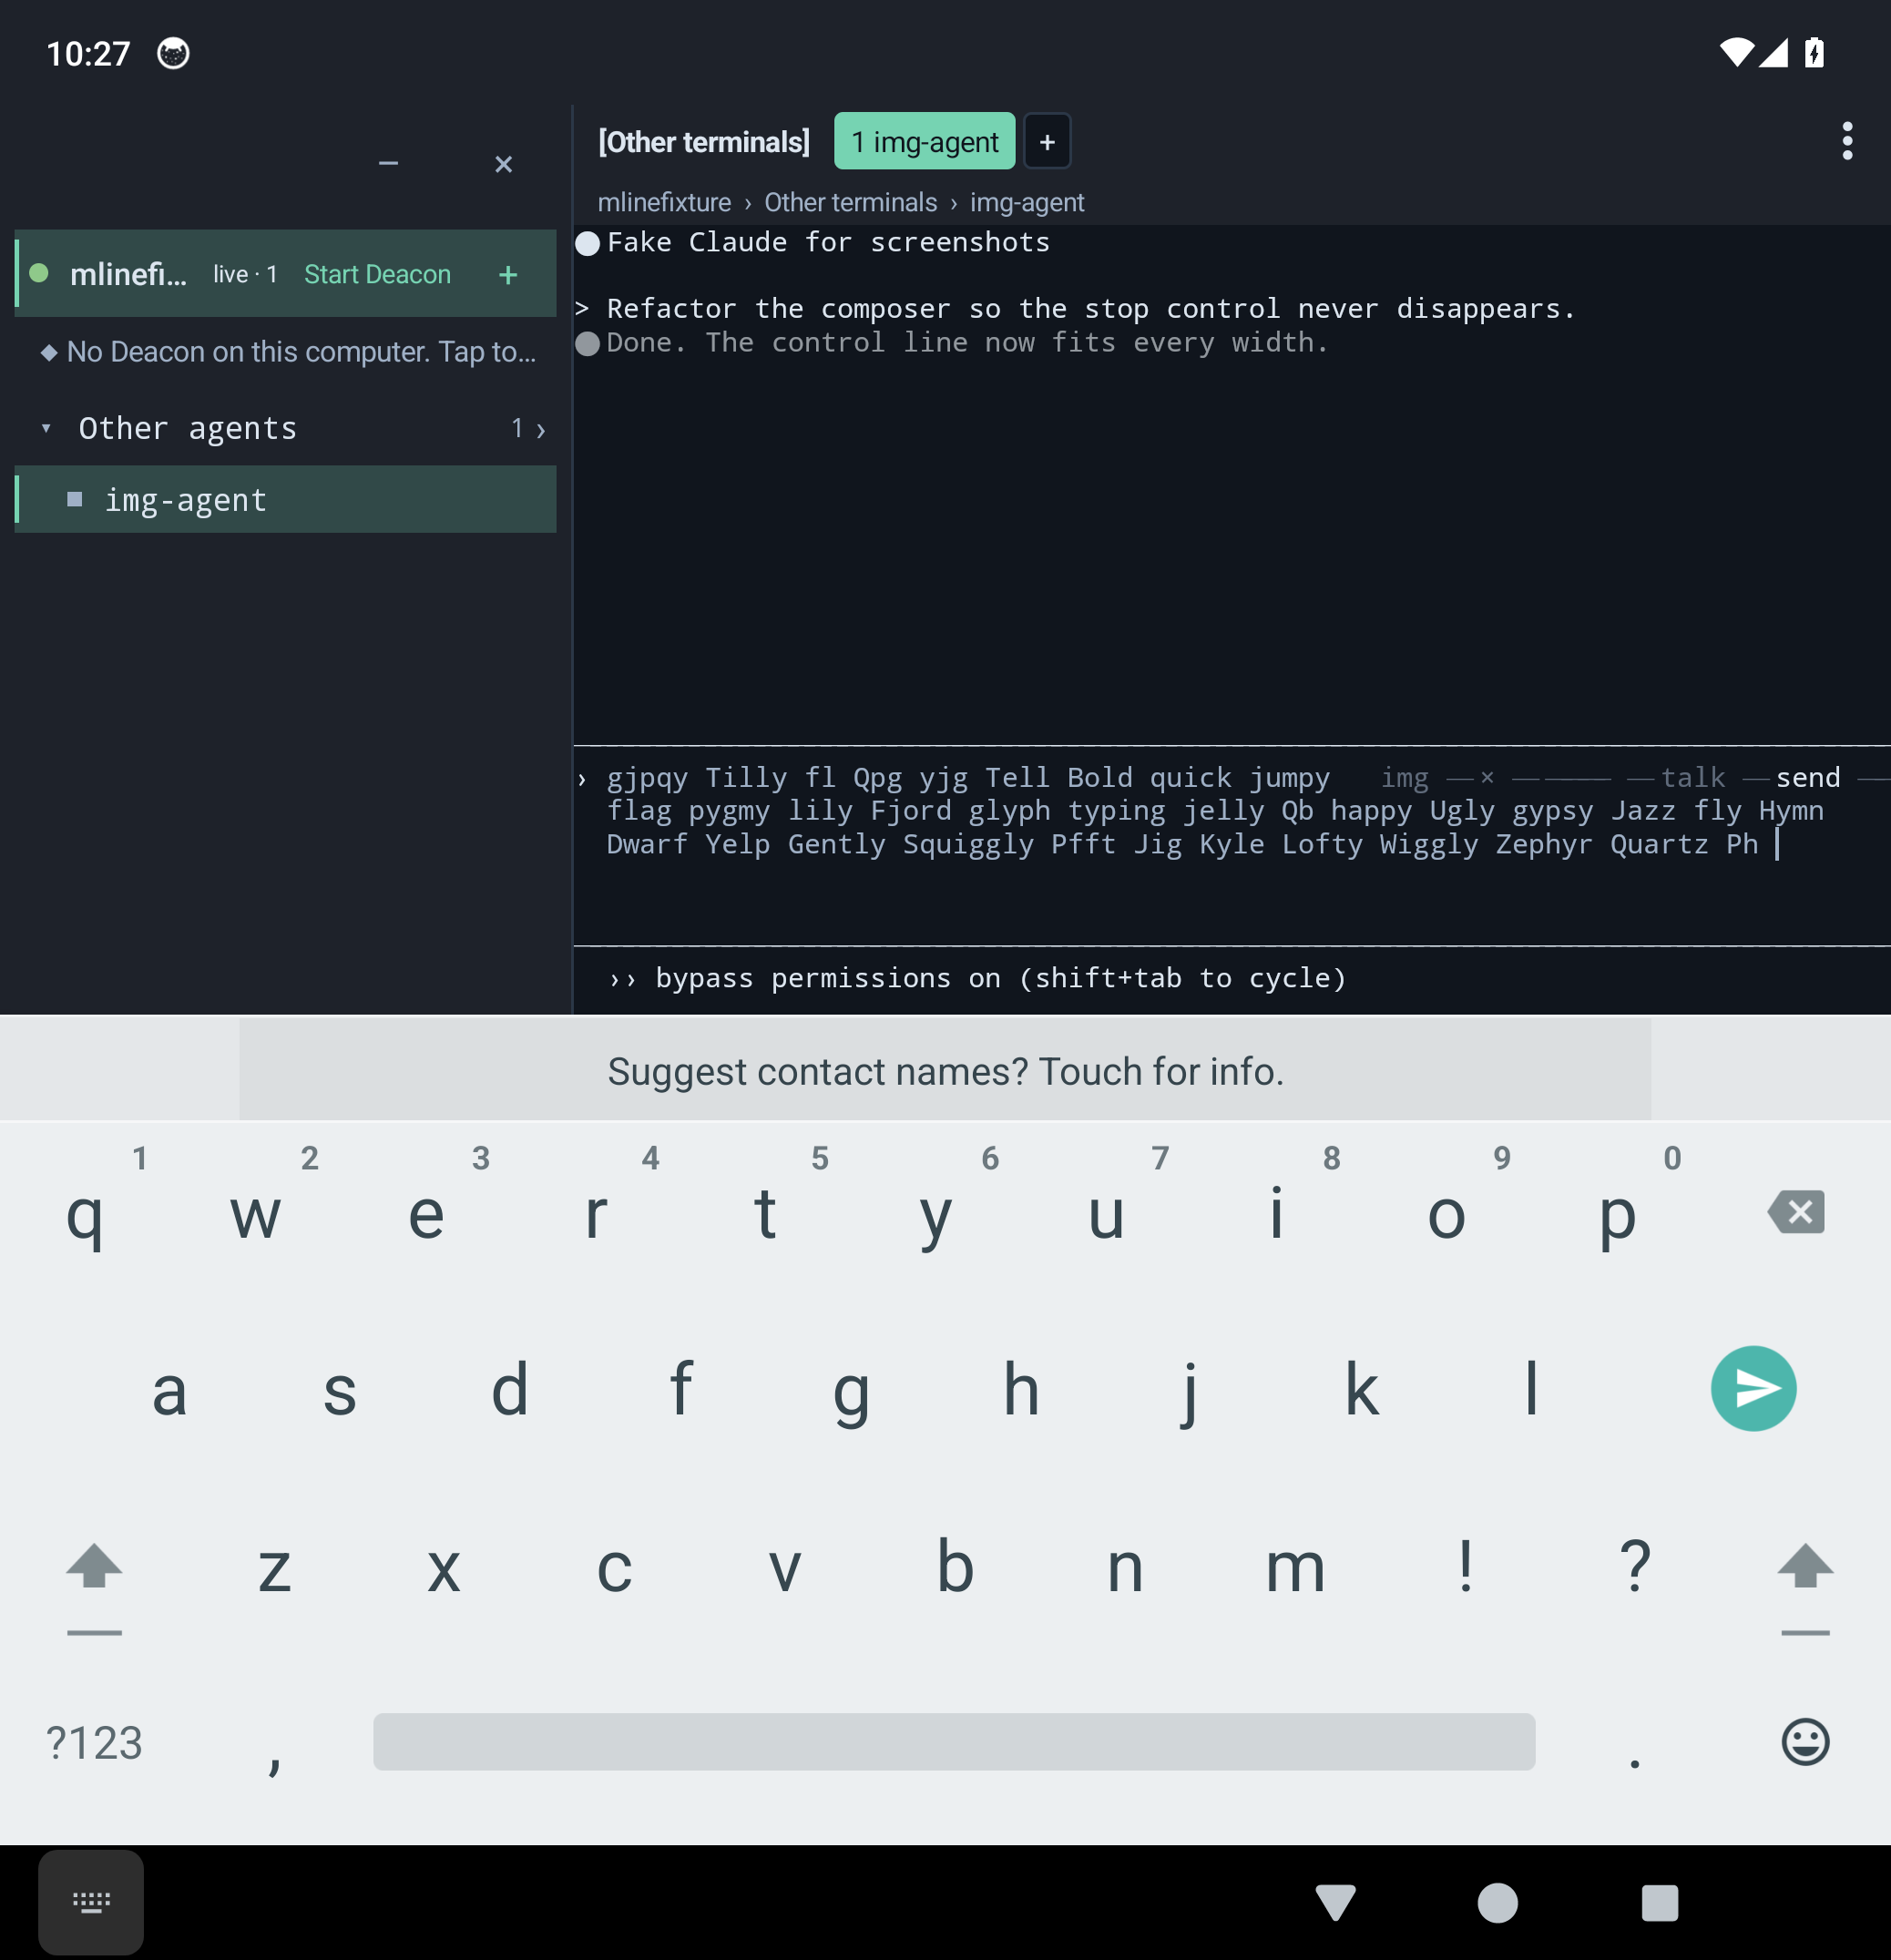 10:27
− ×
[Other terminals] 1 img-agent +
mlinefixture › Other terminals › img-agent
mlinefi... live · 1 Start Deacon +
◆ No Deacon on this computer. Tap to...
▾ Other agents 1 ›
img-agent
● Fake Claude for screenshots
> Refactor the composer so the stop control never disappears.
● Done. The control line now fits every width.
› gjpqy Tilly fl Qpg yjg Tell Bold quick jumpy img —× ————— —talk —send ——
flag pygmy lily Fjord glyph typing jelly Qb happy Ugly gypsy Jazz fly Hymn
Dwarf Yelp Gently Squiggly Pfft Jig Kyle Lofty Wiggly Zephyr Quartz Ph
›› bypass permissions on (shift+tab to cycle)
Suggest contact names? Touch for info.
1 2 3 4 5 6 7 8 9 0
q w e r t y u i o p
a s d f g h j k l
z x c v b n m ! ?
?123 , .